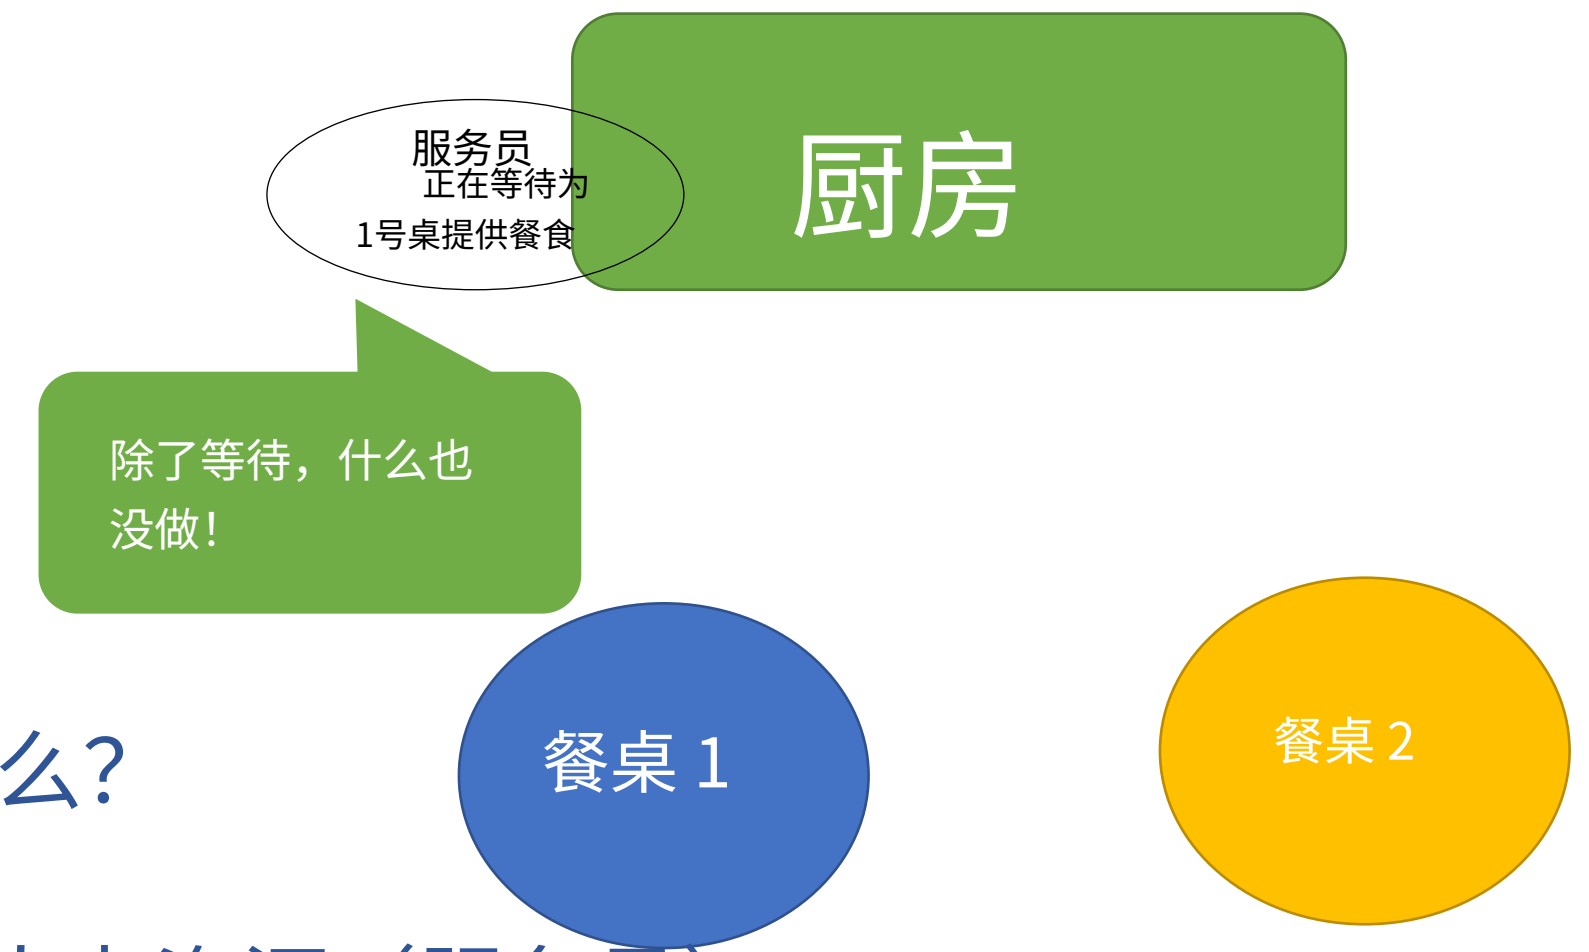 服务员
正在等待为
1号桌提供餐食
厨房
除了等待，什么也
没做！
餐桌 1
餐桌 2
么？